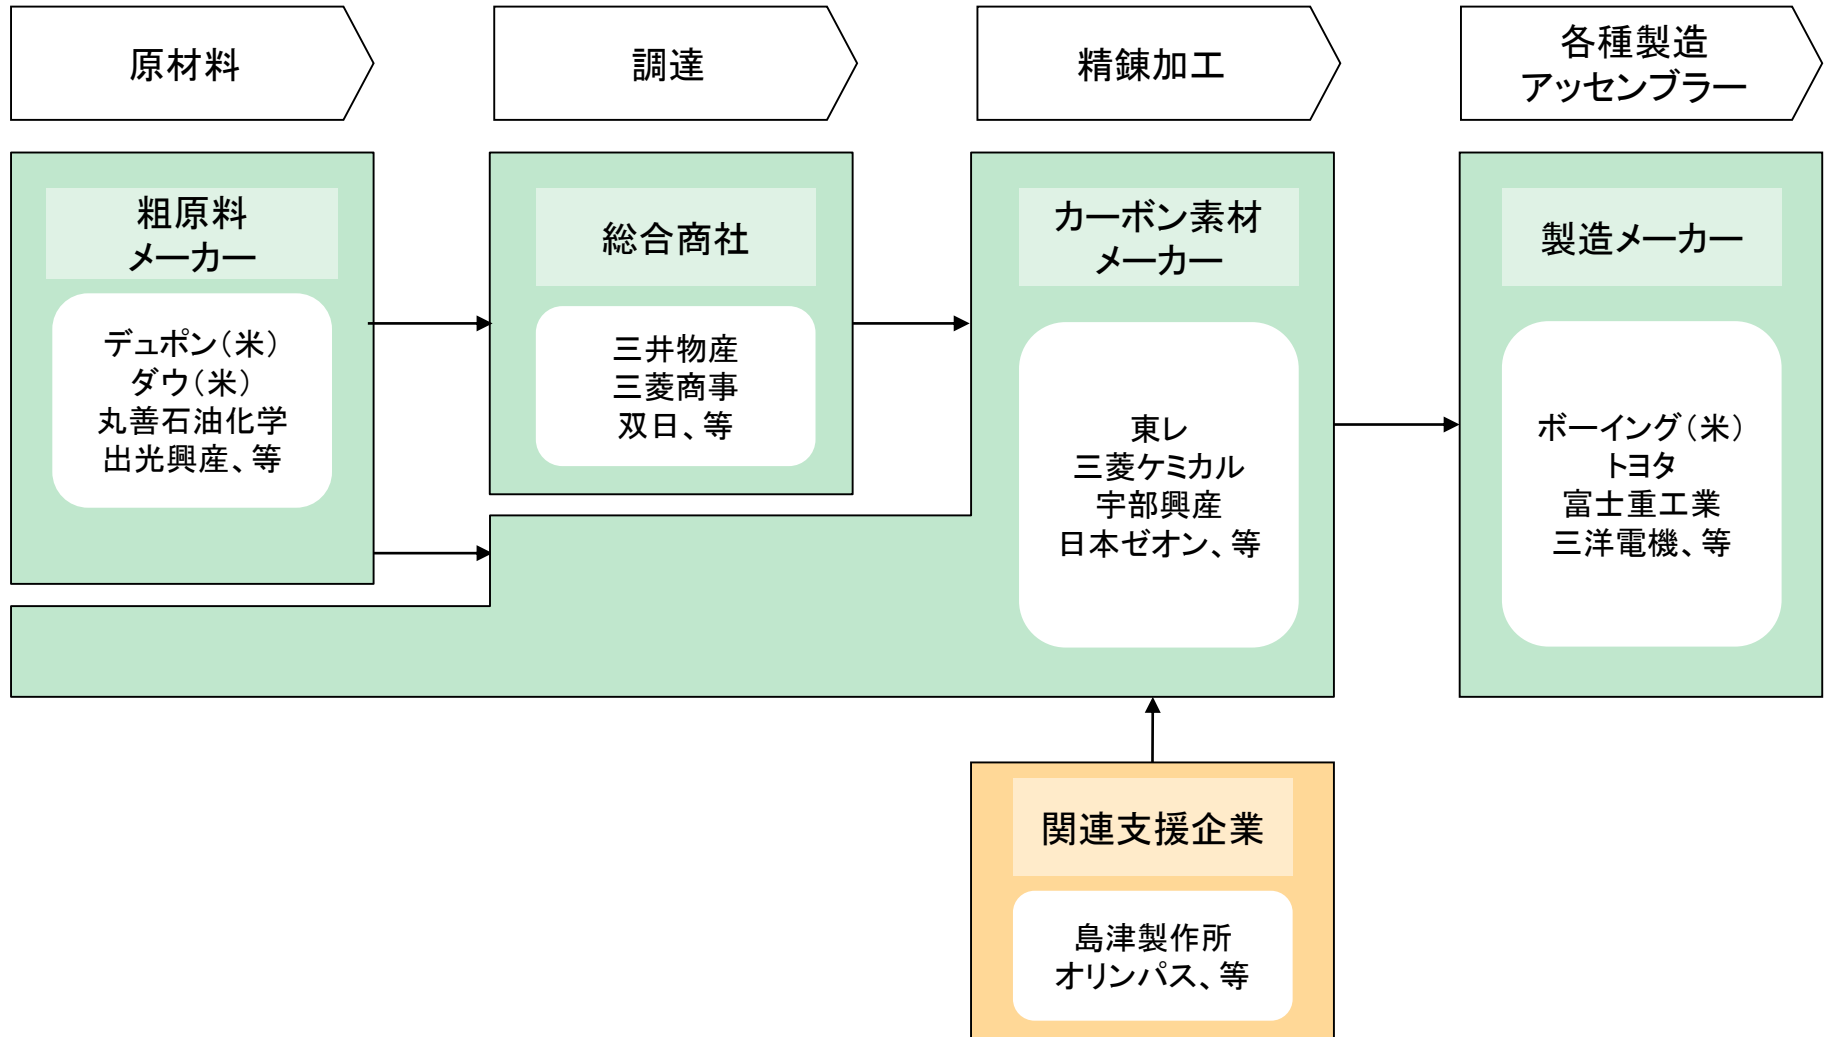 原材料
調達
精錬加工
各種製造
アッセンブラー
粗原料
メーカー
デュポン（米）
ダウ（米）
丸善石油化学
出光興産、等
総合商社
三井物産
三菱商事
双日、等
カーボン素材
メーカー
東レ
三菱ケミカル
宇部興産
日本ゼオン、等
製造メーカー
ボーイング（米）
トヨタ
富士重工業
三洋電機、等
関連支援企業
島津製作所
オリンパス、等